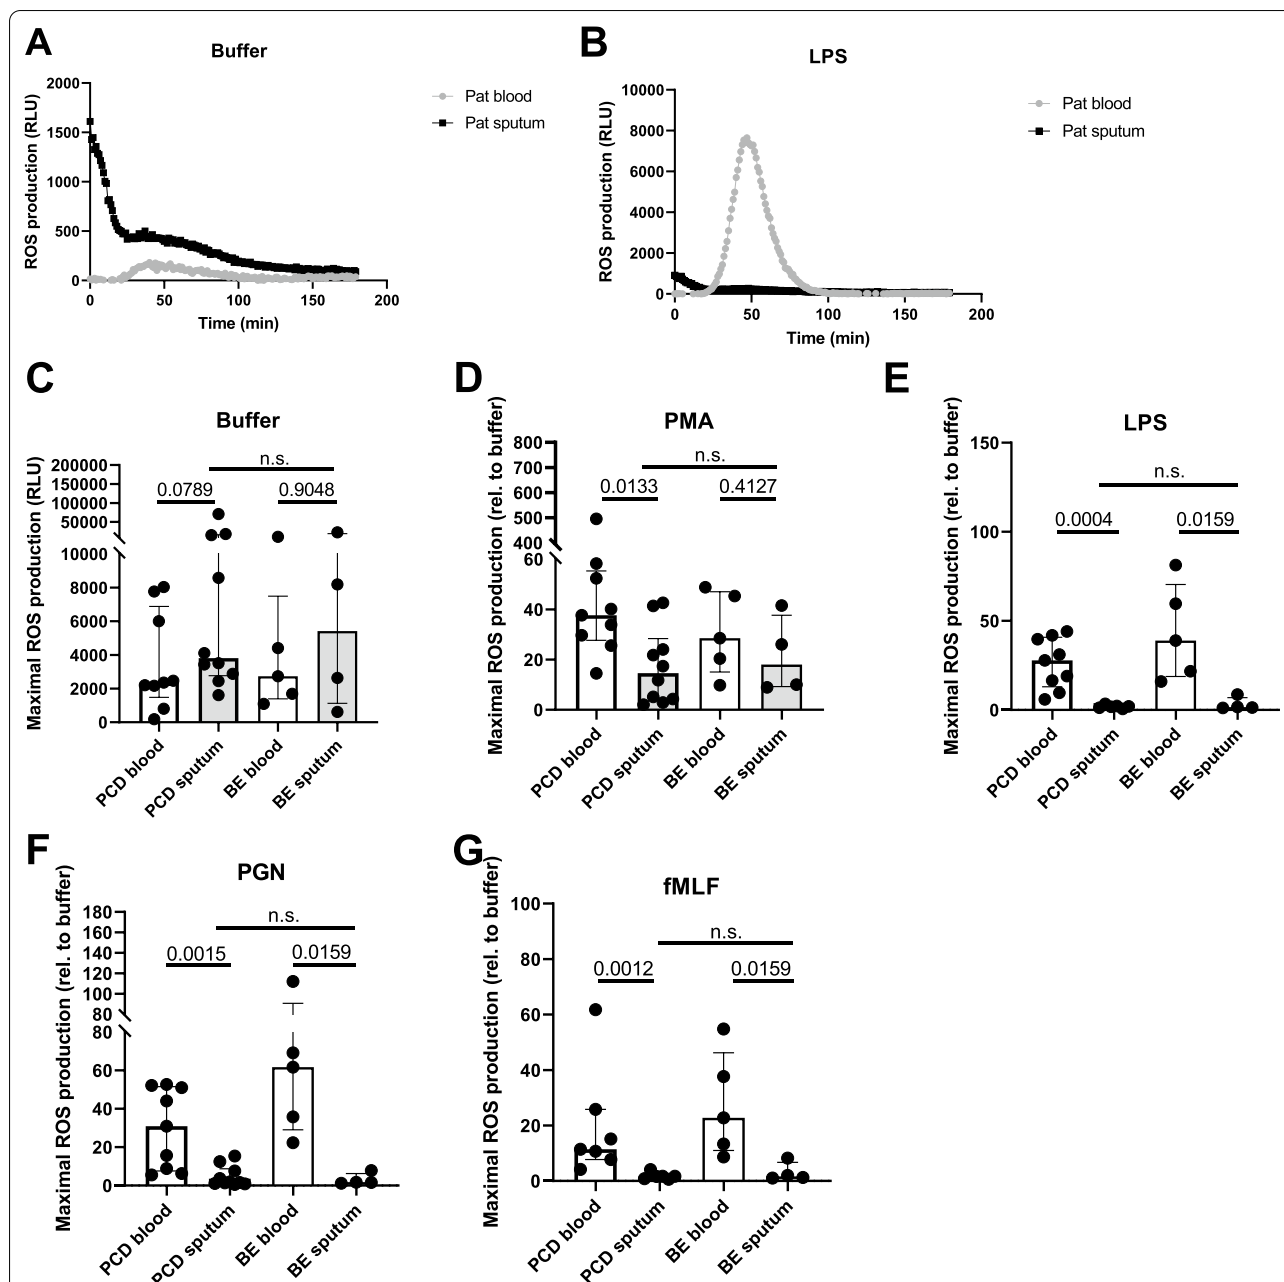 A
Buffer
ROS production (RLU)
2000
1500
1000
500
0
0 50 100 150 200
Time (min)
Pat blood
Pat sputum
B
LPS
ROS production (RLU)
10000
8000
6000
4000
2000
0
0 50 100 150 200
Time (min)
Pat blood
Pat sputum
C
Buffer
Maximal ROS production (RLU)
200000
150000
100000
50000
10000
8000
6000
4000
2000
0
n.s.
0.0789 0.9048
PCD blood
PCD sputum
BE blood
BE sputum
D
PMA
Maximal ROS production (rel. to buffer)
800
700
600
500
400
60
40
20
0
n.s.
0.0133 0.4127
PCD blood
PCD sputum
BE blood
BE sputum
E
LPS
Maximal ROS production (rel. to buffer)
150
100
50
0
n.s.
0.0004 0.0159
PCD blood
PCD sputum
BE blood
BE sputum
F
PGN
Maximal ROS production (rel. to buffer)
180
160
140
120
100
80
80
60
40
20
0
n.s.
0.0015 0.0159
PCD blood
PCD sputum
BE blood
BE sputum
G
fMLF
Maximal ROS production (rel. to buffer)
100
80
60
40
20
0
n.s.
0.0012 0.0159
PCD blood
PCD sputum
BE blood
BE sputum